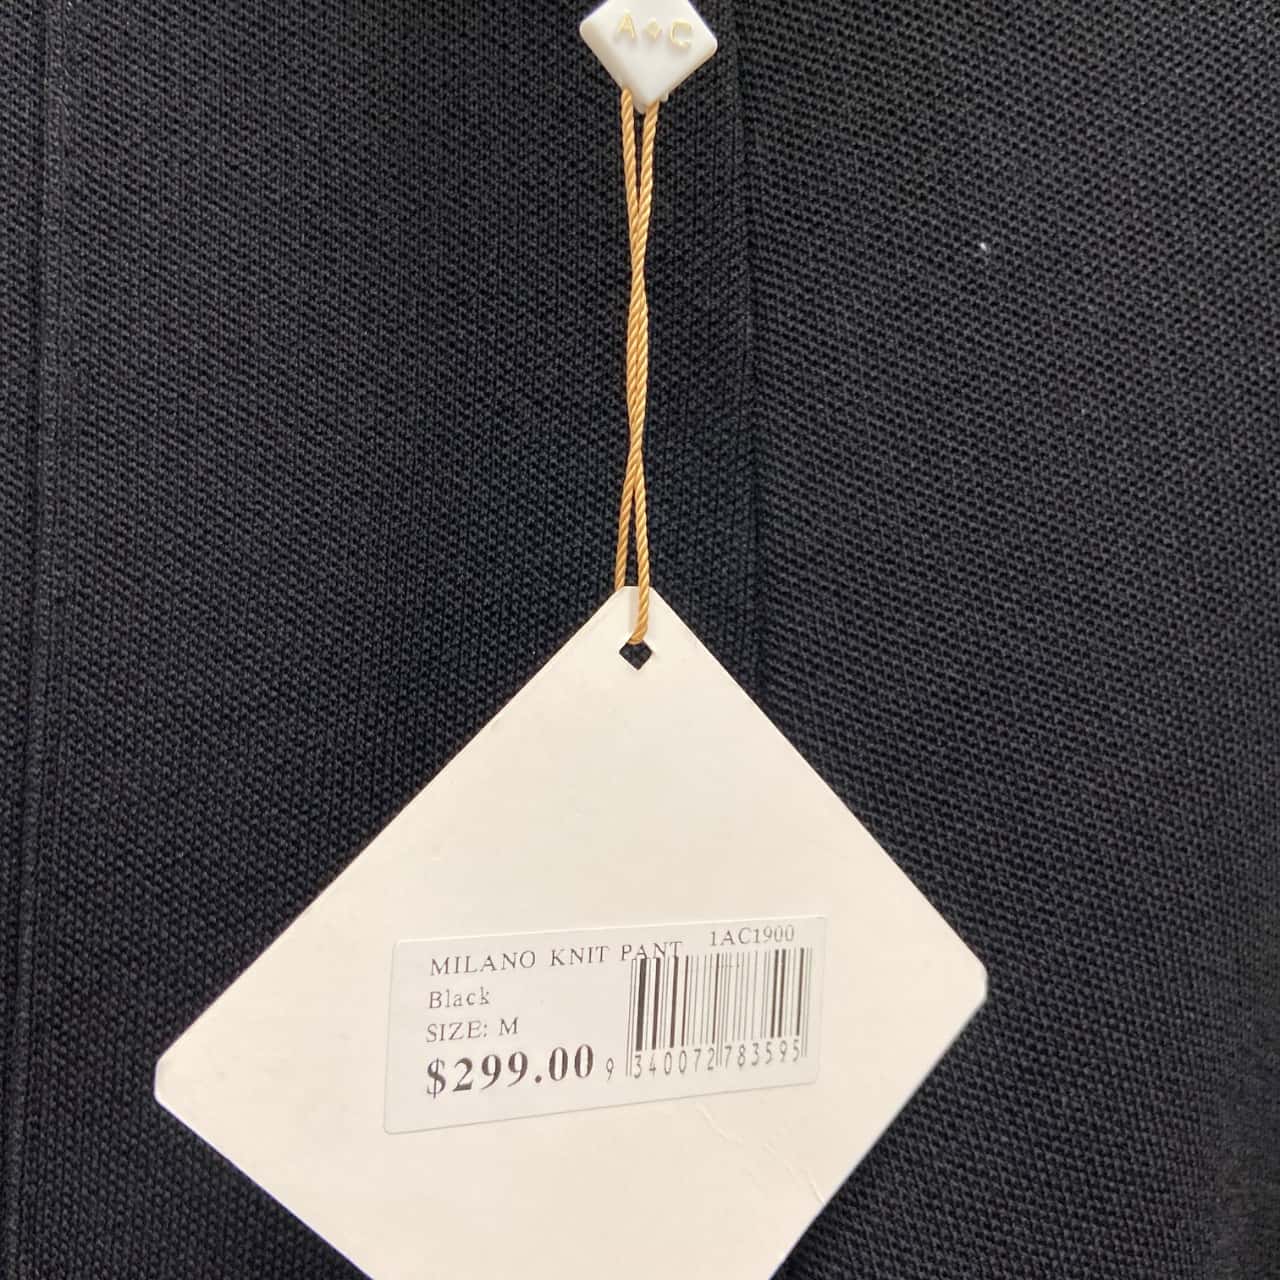 A ⬥ C
MILANO KNIT PANT 1AC1900
Black
SIZE: M
$299.00
9 340072 783595